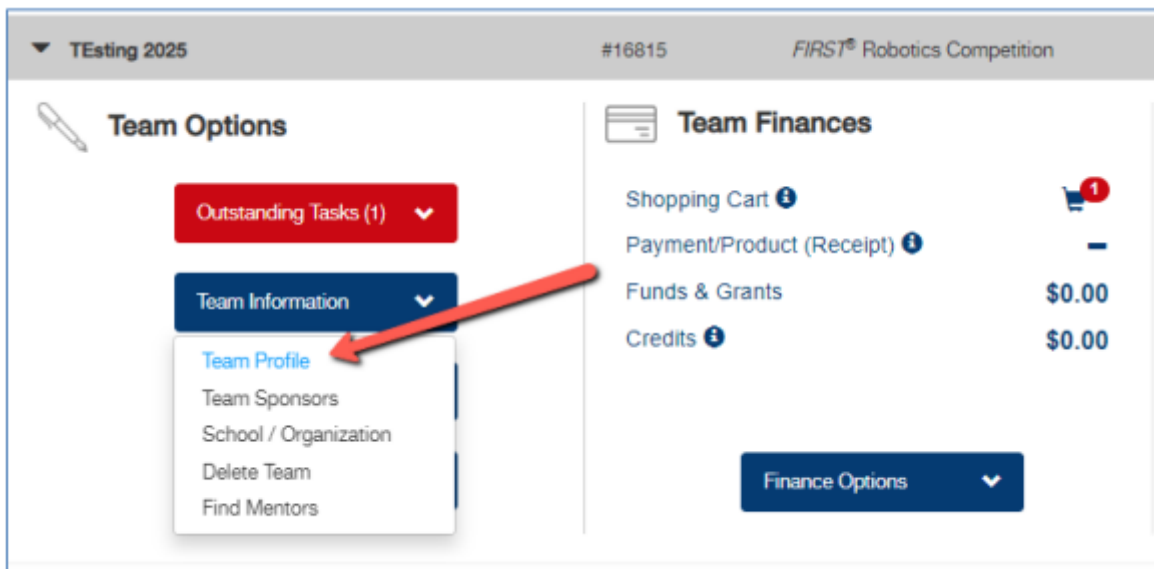 TEsting 2025 #16815 FIRST® Robotics Competition
Team Options
Outstanding Tasks (1)
Team Information
Team Profile
Team Sponsors
School / Organization
Delete Team
Find Mentors
Team Finances
Shopping Cart 1
Payment/Product (Receipt) –
Funds & Grants $0.00
Credits $0.00
Finance Options